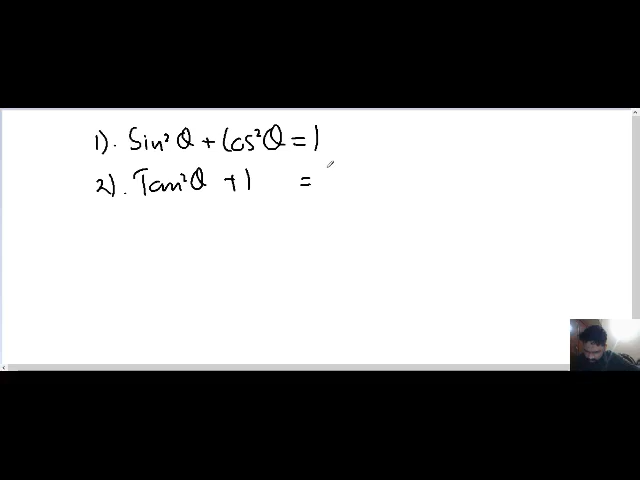 1). Sin²θ + Cos²θ = 1
2). Tan²θ + 1 =